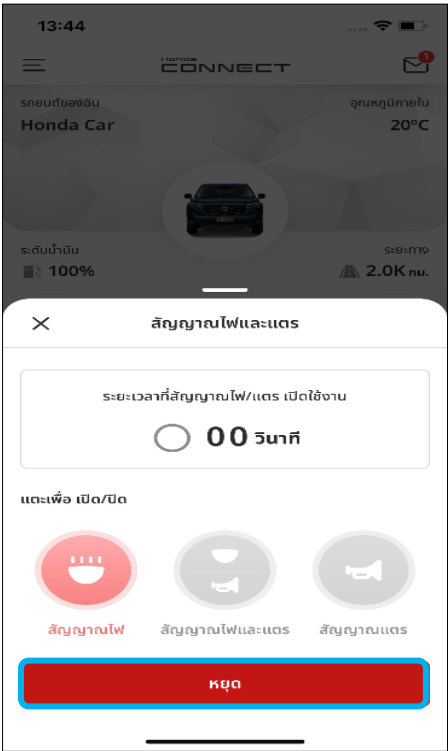 13:44
Honda
CONNECT
1
รถยนต์ของฉัน
อุณหภูมิภายใน
Honda Car
20°C
ระดับน้ำมัน
ระยะทาง
100%
2.0K กม.
สัญญาณไฟและแตร
ระยะเวลาที่สัญญาณไฟ/แตร เปิดใช้งาน
00 วินาที
แตะเพื่อ เปิด/ปิด
สัญญาณไฟ
สัญญาณไฟและแตร
สัญญาณแตร
หยุด